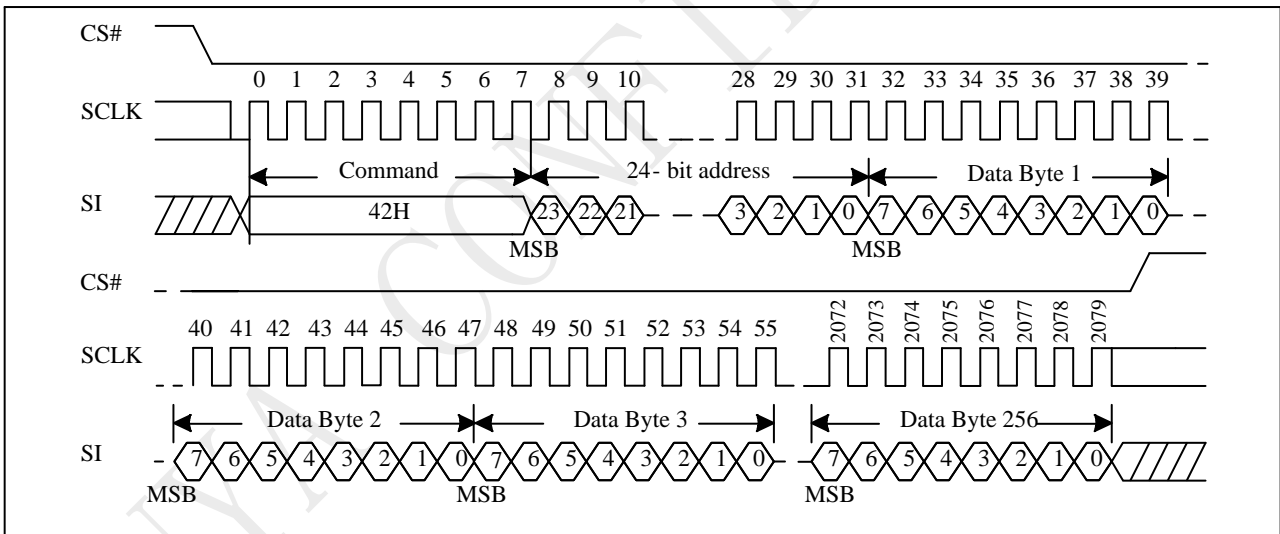 CS#
0 1 2 3 4 5 6 7 8 9 10 28 29 30 31 32 33 34 35 36 37 38 39
SCLK
Command 24- bit address Data Byte 1
SI 42H 23 22 21 3 2 1 0 7 6 5 4 3 2 1 0
MSB MSB
CS#
40 41 42 43 44 45 46 47 48 49 50 51 52 53 54 55 2072 2073 2074 2075 2076 2077 2078 2079
SCLK
Data Byte 2 Data Byte 3 Data Byte 256
SI 7 6 5 4 3 2 1 0 7 6 5 4 3 2 1 0 7 6 5 4 3 2 1 0
MSB MSB MSB